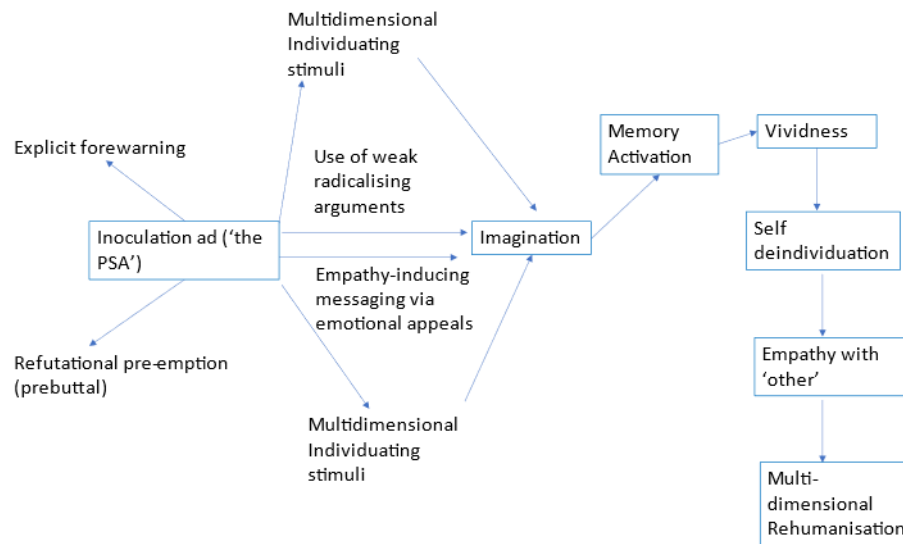 Multidimensional
Individuating
stimuli
Explicit forewarning
Use of weak
radicalising
arguments
Inoculation ad (‘the
PSA’)
Empathy-inducing
messaging via
emotional appeals
Refutational pre-emption
(prebuttal)
Multidimensional
Individuating
stimuli
Imagination
Memory
Activation
Vividness
Self
deindividuation
Empathy with
‘other’
Multi-
dimensional
Rehumanisation